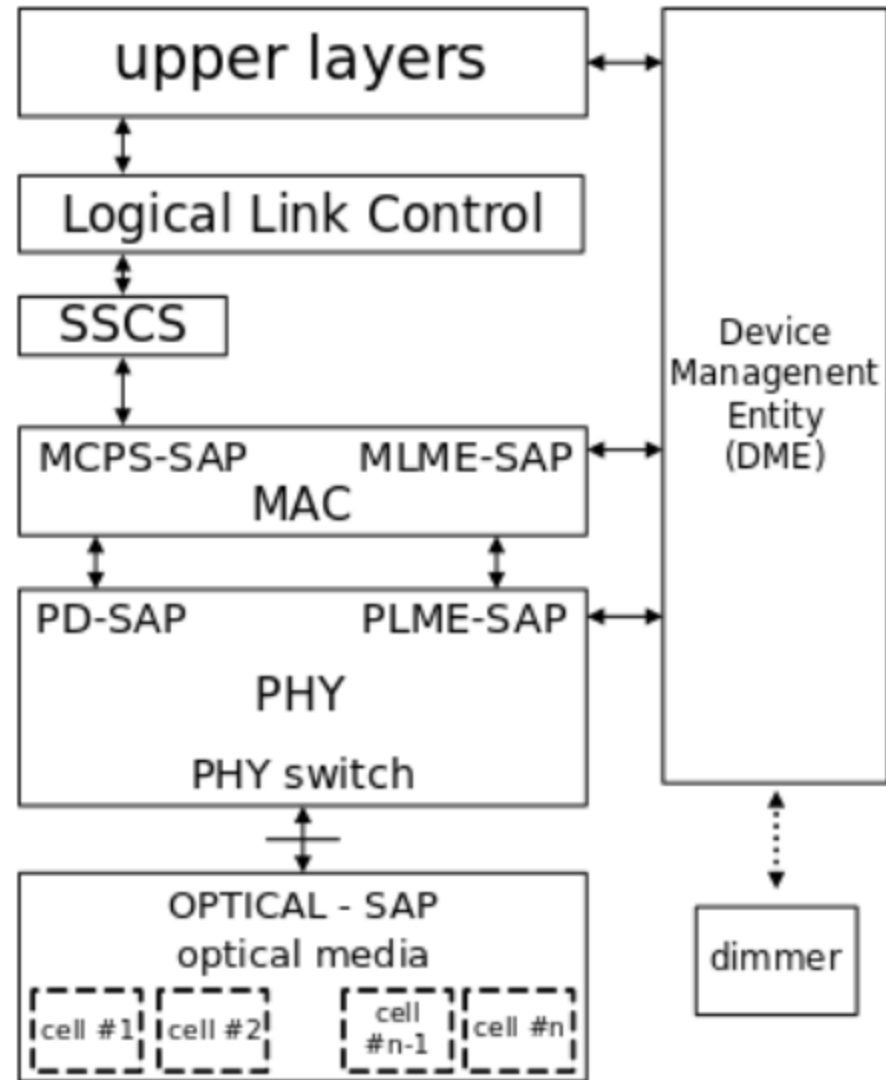 upper layers
Logical Link Control
SSCS
MCPS-SAP MLME-SAP
MAC
PD-SAP PLME-SAP
PHY
PHY switch
OPTICAL - SAP
optical media
cell #1 cell #2
cell
#n-1
cell #n
Device
Managenent
Entity
(DME)
dimmer